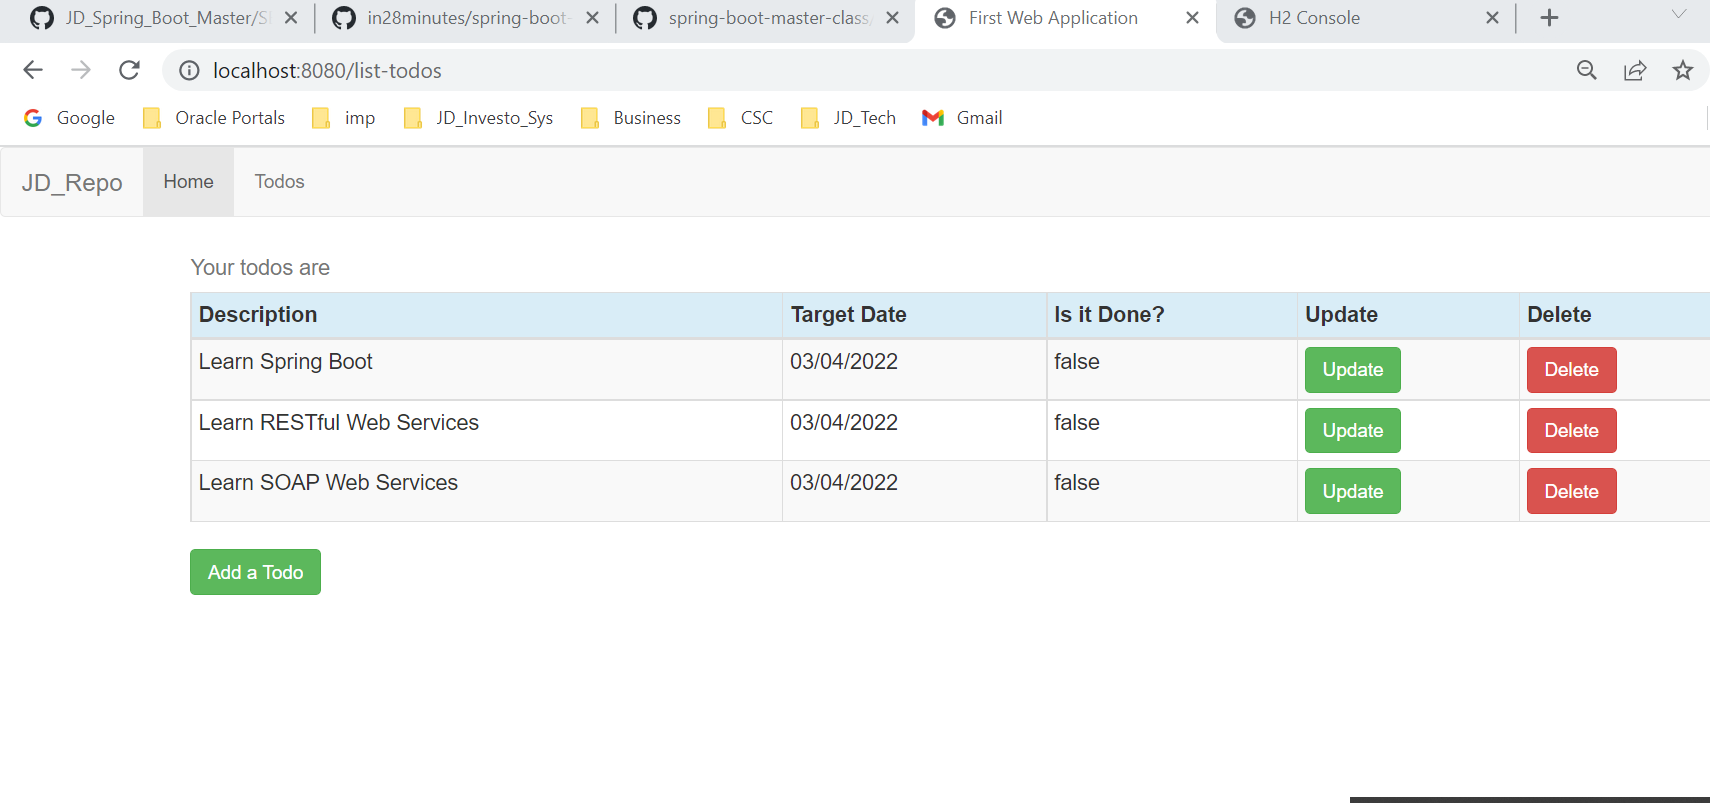 JD_Spring_Boot_Master/S
in28minutes/spring-boot-
spring-boot-master-class/
First Web Application
H2 Console
localhost:8080/list-todos
Google Oracle Portals imp JD_Investo_Sys Business CSC JD_Tech Gmail
JD_Repo Home Todos
Your todos are
Description Target Date Is it Done? Update Delete
Learn Spring Boot 03/04/2022 false Update Delete
Learn RESTful Web Services 03/04/2022 false Update Delete
Learn SOAP Web Services 03/04/2022 false Update Delete
Add a Todo